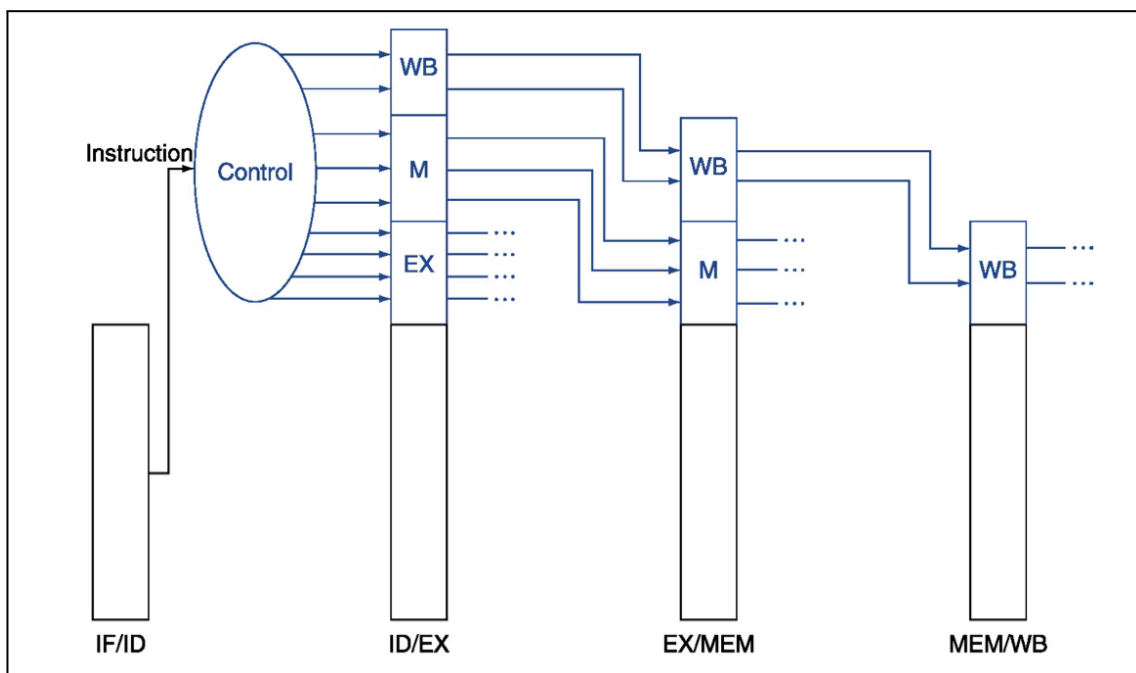 WB
Instruction
Control
M
WB
EX
M
WB
IF/ID
ID/EX
EX/MEM
MEM/WB